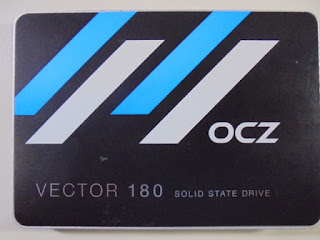 OCZ
VECTOR 180 SOLID STATE DRIVE